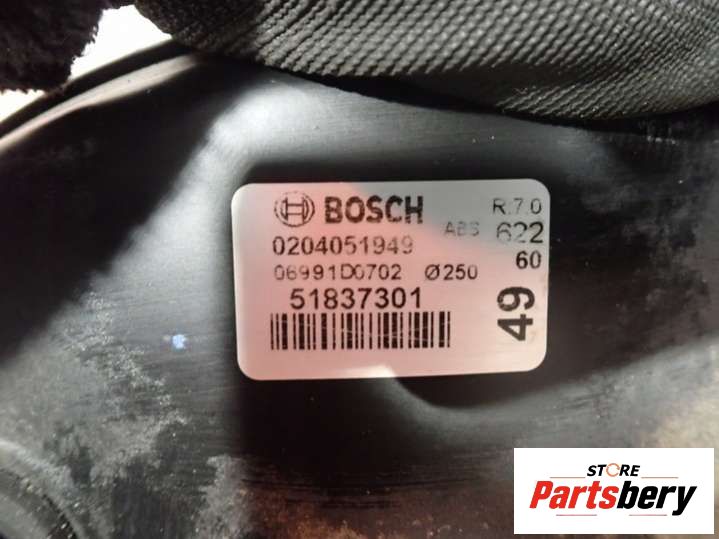 BOSCH R:7.0
0204051949 ABS 622
06991D0702 Ø250 60
51837301
49
STORE
Partsbery